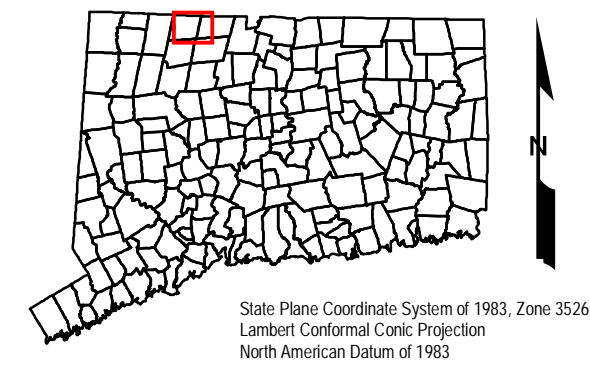 N
State Plane Coordinate System of 1983, Zone 3526
Lambert Conformal Conic Projection
North American Datum of 1983